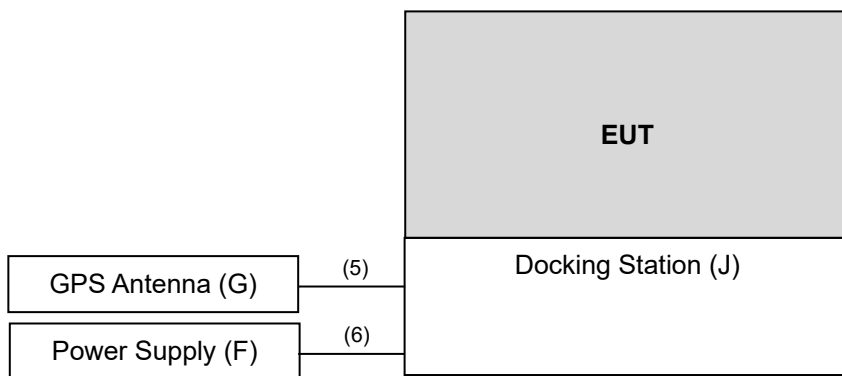 EUT
Docking Station (J)
GPS Antenna (G)
(5)
Power Supply (F)
(6)